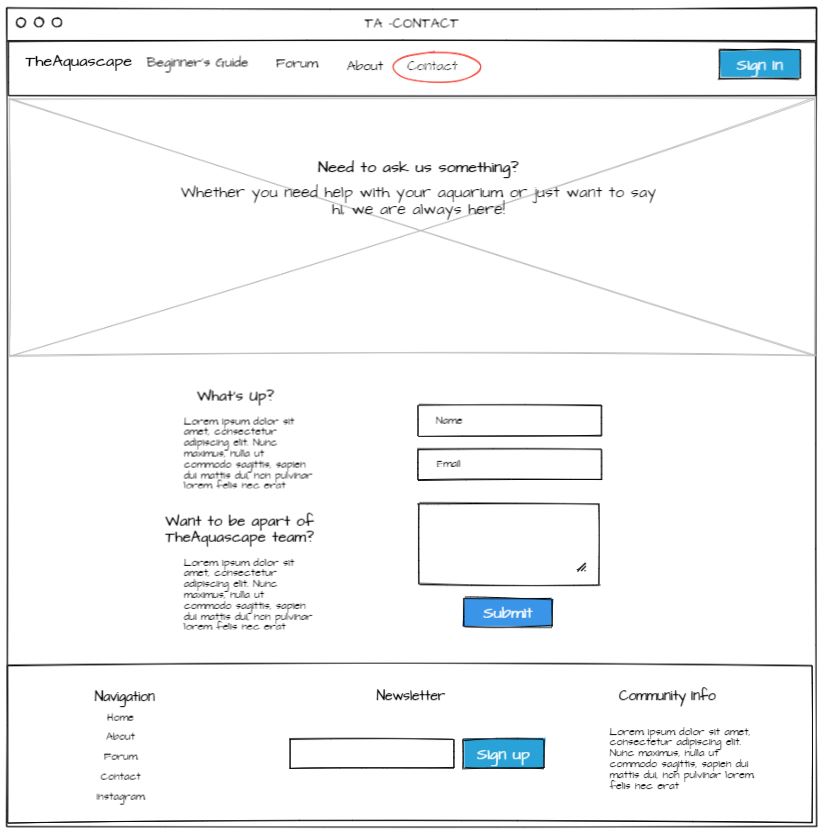 TA -CONTACT
TheAquascape Beginner's Guide Forum About Contact Sign In
Need to ask us something?
Whether you need help with your aquarium or just want to say
hi, we are always here!
What's Up?
Lorem ipsum dolor sit
amet, consectetur
adipiscing elit. Nunc
maximus, nulla ut
commodo sagittis, sapien
dui mattis dui, non pulvinar
lorem felis nec erat
Want to be apart of
TheAquascape team?
Lorem ipsum dolor sit
amet, consectetur
adipiscing elit. Nunc
maximus, nulla ut
commodo sagittis, sapien
dui mattis dui, non pulvinar
lorem felis nec erat
Name
Email
Submit
Navigation
Home
About
Forum
Contact
Instagram
Newsletter
Sign up
Community Info
Lorem ipsum dolor sit amet,
consectetur adipiscing elit.
Nunc maximus, nulla ut
commodo sagittis, sapien dui
mattis dui, non pulvinar lorem
felis nec erat